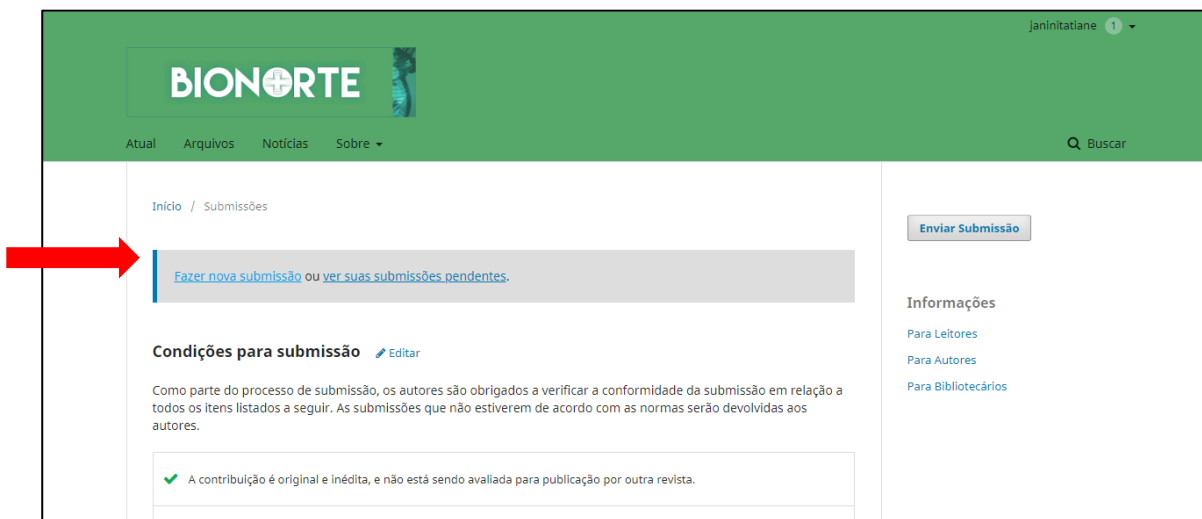 janinitatiane 1
BIONORTE
Atual Arquivos Notícias Sobre Buscar
Início / Submissões
Fazer nova submissão ou ver suas submissões pendentes.
Condições para submissão Editar
Como parte do processo de submissão, os autores são obrigados a verificar a conformidade da submissão em relação a
todos os itens listados a seguir. As submissões que não estiverem de acordo com as normas serão devolvidas aos
autores.
A contribuição é original e inédita, e não está sendo avaliada para publicação por outra revista.
Enviar Submissão
Informações
Para Leitores
Para Autores
Para Bibliotecários